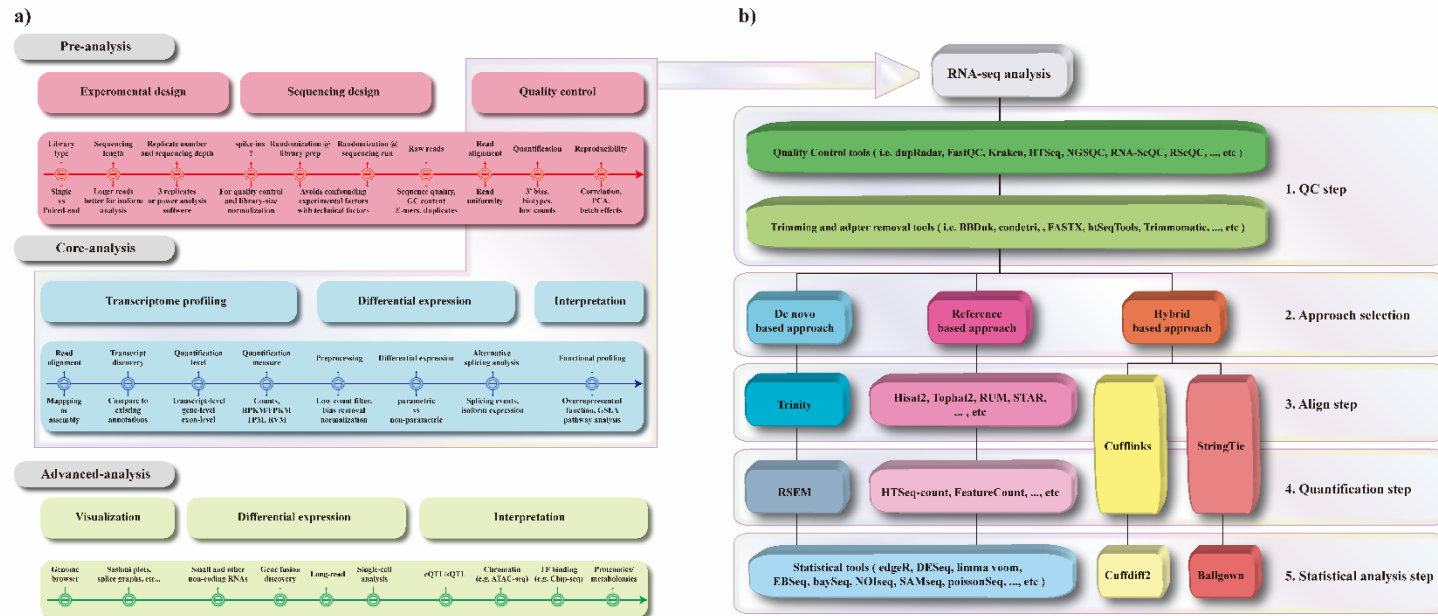 a)
Pre-analysis
Experomental design
Sequencing design
Quality control
Library
type
Sequencing
length
Replicate number
and sequencing depth
spike-ins
?
Randomization @
library prep
Randomization @
sequencing run
Raw reads
Read
alignment
Quantification
Reproducibility
Single
vs
Paired-end
Loger reads
better for isoform
analysis
3 replicates
or power analysis
softwere
For quality control
and library-size
normalization
Avoids confounding
experimental factors
with technical factors
Sequence quality,
GC content
K-mers, duplicates
Read
uniformity
3' bias,
biotypes,
low counts
Correlation,
PCA,
betch effects
Core-analysis
Transcriptome profiling
Differential expression
Interpretation
Read
alignment
Transcript
discovery
Quantification
level
Quantification
measure
Preprocessing
Differential expression
Alternative
splicing analysis
Functional profiling
Mappping
or
assembly
Compare to
existing
annotations
transcript-level
gene-level
exon-level
Counts,
RPKM/FPKM
TPM, RVM
Low count filter,
bias removal
normalization
parametric
vs
non-parametric
Splicing events,
isoform expression
Overrepresented
function, GSEA
pathway analysis
Advanced-analysis
Visualization
Differential expression
Interpretation
Genome
browser
Sashimi plots,
splice graphs, etc...
Small and other
non-coding RNAs
Gene fusion
discovery
Long-read
Single-cell
analysis
eQTL/sQTL
Chromatin
(e.g. ATAC-seq)
TF binding
(e.g. Chip-seq)
Proteomics/
metabolomics
b)
RNA-seq analysis
Quality Control tools ( i.e. dupRadar, FastQC, Kraken, HTSeq, NGSQC, RNA-SeQC, RSeQC, ..., etc )
1. QC step
Trimming and adpter removal tools ( i.e. BBDuk, condetri, , FASTX, htSeqTools, Trimmomatic, ..., etc )
De novo
based approach
Reference
based approach
Hybrid
based approach
2. Approach selection
Trinity
Hisat2, Tophat2, RUM, STAR,
... , etc
3. Align step
Cufflinks
StringTie
RSEM
HTSeq-count, FeatureCount, ..., etc
4. Quantification step
Statistical tools ( edgeR, DESeq, limma voom,
EBSeq, baySeq, NOIseq, SAMseq, poissonSeq, ..., etc )
Cuffdiff2
Ballgown
5. Statistical analysis step